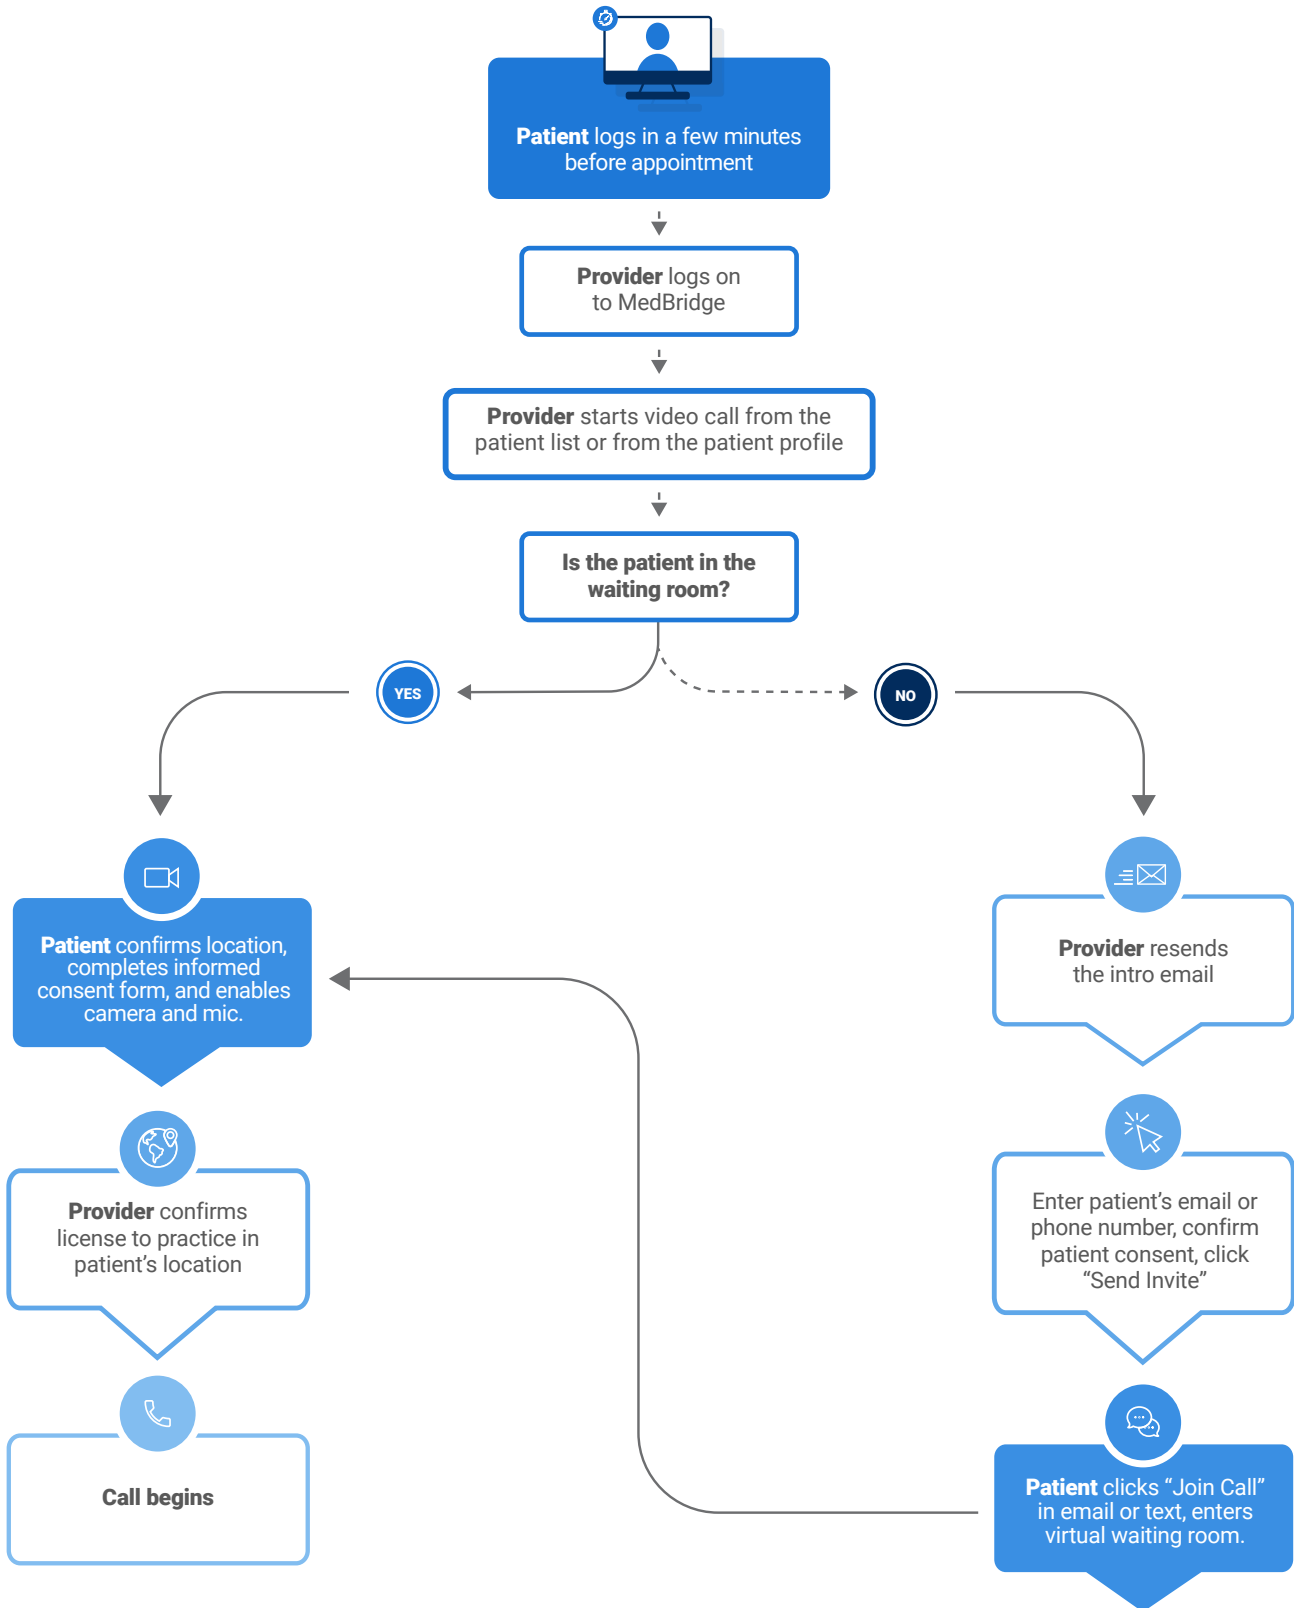 Patient logs in a few minutes
before appointment
Provider logs on
to MedBridge
Provider starts video call from the
patient list or from the patient profile
Is the patient in the
waiting room?
YES
NO
Patient confirms location,
completes informed
consent form, and enables
camera and mic.
Provider confirms
license to practice in
patient’s location
Call begins
Provider resends
the intro email
Enter patient’s email or
phone number, confirm
patient consent, click
“Send Invite”
Patient clicks “Join Call”
in email or text, enters
virtual waiting room.